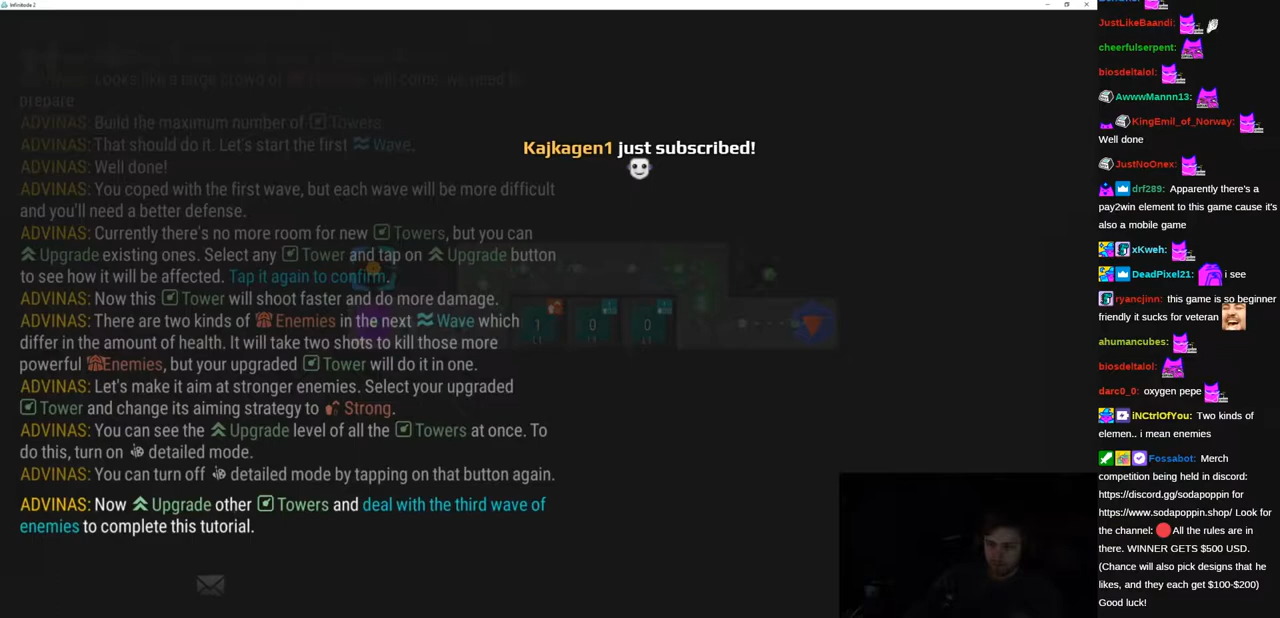 Infinitode 2
Looks like a large crowd of
will come, we need to
prepare
ADVINAS: Build the maximum number of Towers
ADVINAS: That should do it. Let's start the first Wave.
ADVINAS: Well done!
ADVINAS: You coped with the first wave, but each wave will be more difficult
and you'll need a better defense.
ADVINAS: Currently there's no more room for new Towers, but you can
Upgrade existing ones. Select any Tower and tap on Upgrade button
to see how it will be affected. Tap it again to confirm.
ADVINAS: Now this Tower will shoot faster and do more damage.
ADVINAS: There are two kinds of Enemies in the next Wave which
differ in the amount of health. It will take two shots to kill those more
powerful Enemies, but your upgraded Tower will do it in one.
ADVINAS: Let's make it aim at stronger enemies. Select your upgraded
Tower and change its aiming strategy to Strong.
ADVINAS: You can see the Upgrade level of all the Towers at once. To
do this, turn on detailed mode.
ADVINAS: You can turn off detailed mode by tapping on that button again.
ADVINAS: Now Upgrade other Towers and deal with the third wave of
enemies to complete this tutorial.
Kajkagen1 just subscribed!
1 0 0
JustLikeBaandi:
cheerfulserpent:
biosdeltalol:
AwwwMannn13:
KingEmil_of_Norway:
Well done
JustNoOnex:
drf289: Apparently there's a
pay2win element to this game cause it's
also a mobile game
xKweh:
DeadPixel21: i see
ryancjinn: this game is so beginner
friendly it sucks for veteran
ahumancubes:
biosdeltalol:
darc0_0: oxygen pepe
iNCtrlOfYou: Two kinds of
elemen.. i mean enemies
Fossabot: Merch
competition being held in discord:
https://discord.gg/sodapoppin for
https://www.sodapoppin.shop/ Look for
the channel: All the rules are in
there. WINNER GETS $500 USD.
(Chance will also pick designs that he
likes, and they each get $100-$200)
Good luck!